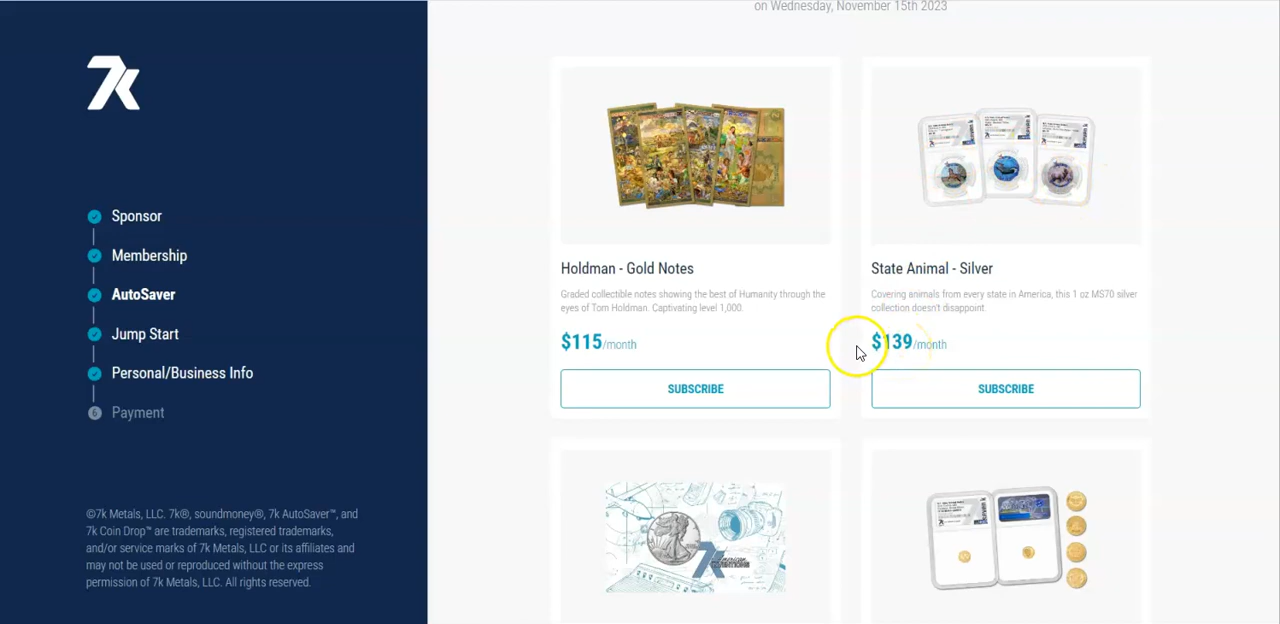 on Wednesday, November 15th 2023
7k
Sponsor
Membership
AutoSaver
Jump Start
Personal/Business Info
6 Payment
©7k Metals, LLC. 7k®, soundmoney®, 7k AutoSaver™, and
7k Coin Drop™ are trademarks, registered trademarks,
and/or service marks of 7k Metals, LLC or its affiliates and
may not be used or reproduced without the express
permission of 7k Metals, LLC. All rights reserved.
Holdman - Gold Notes
Graded collectible notes showing the best of Humanity through the
eyes of Tom Holdman. Captivating level 1,000.
$115/month
SUBSCRIBE
State Animal - Silver
Covering animals from every state in America, this 1 oz MS70 silver
collection doesn't disappoint.
$139/month
SUBSCRIBE
7k